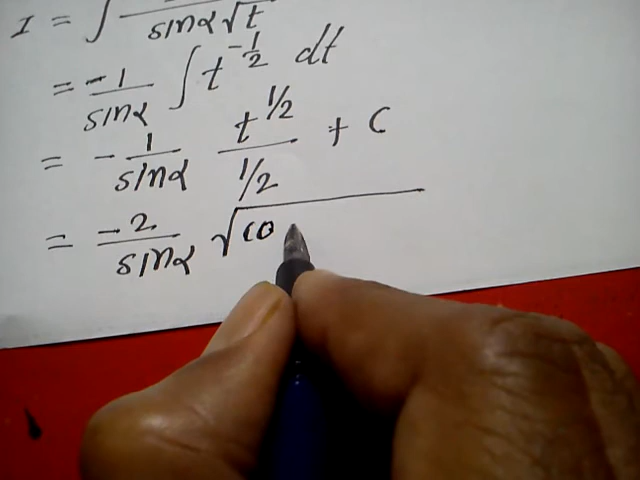 I = ∫ / sinα√t
= -1/sinα ∫ t^-1/2 dt
= - 1/sinα t^1/2 / 1/2 + C
= -2/sinα √co